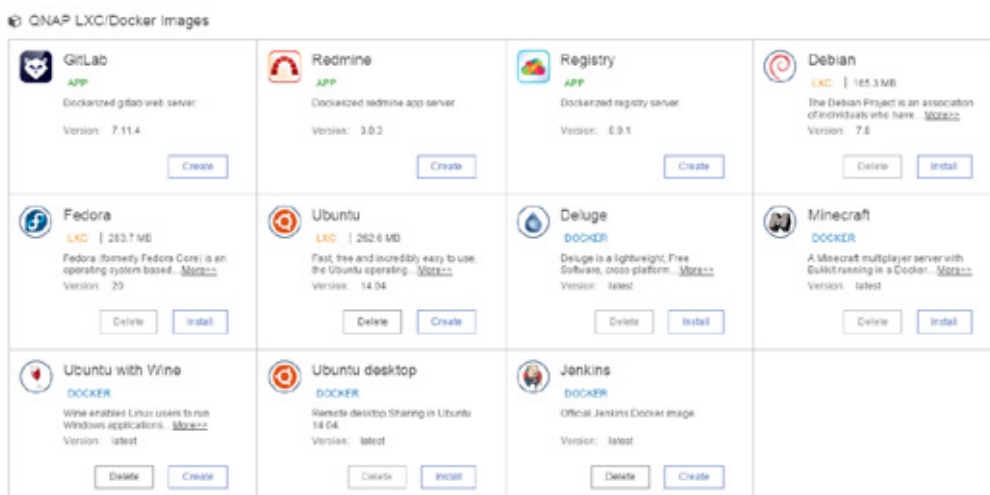 QNAP LXC/Docker Images
GitLab
APP
Dockerized gitlab web server.
Version: 7.11.4
Create
Redmine
APP
Dockerized redmine app server
Version: 3.0.3
Create
Registry
APP
Dockerized registry server.
Version: 0.9.1
Create
Debian
LXC | 165.3 MB
The Debian Project is an association
of individuals who have... More>>
Version: 7.8
Delete Install
Fedora
LXC | 283.7 MB
Fedora (formerly Fedora Core) is an
operating system based... More>>
Version: 20
Delete Install
Ubuntu
LXC | 262.6 MB
Fast, free and incredibly easy to use,
the Ubuntu operating... More>>
Version: 14.04
Delete Create
Deluge
DOCKER
Deluge is a lightweight, Free
Software, cross-platform... More>>
Version: latest
Delete Install
Minecraft
DOCKER
A Minecraft multiplayer server with
Bukkit running in a Docker... More>>
Version: latest
Delete Install
Ubuntu with Wine
DOCKER
Wine enables Linux users to run
Windows applications... More>>
Version: latest
Delete Create
Ubuntu desktop
DOCKER
Remote desktop Sharing in Ubuntu
14.04.
Version: latest
Delete Install
Jenkins
DOCKER
Official Jenkins Docker image.
Version: latest
Delete Create